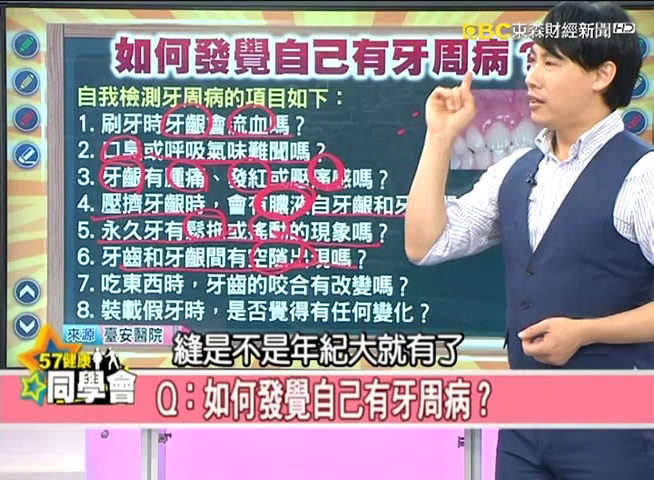 EBC 東森財經新聞 HD
如何發覺自己有牙周病？
自我檢測牙周病的項目如下：
1. 刷牙時牙齦會流血嗎？
2. 口臭或呼吸氣味難聞嗎？
3. 牙齦有腫痛、發紅或壓痛感嗎？
4. 壓擠牙齦時，會有膿液自牙齦和牙
5. 永久牙有鬆拖或搖動的現象嗎？
6. 牙齒和牙齦間有空隨出現嗎？
7. 吃東西時，牙齒的咬合有改變嗎？
8. 裝載假牙時，是否覺得有任何變化？
來源 臺安醫院
縫是不是年紀大就有了
57健康
同學會
Q：如何發覺自己有牙周病？